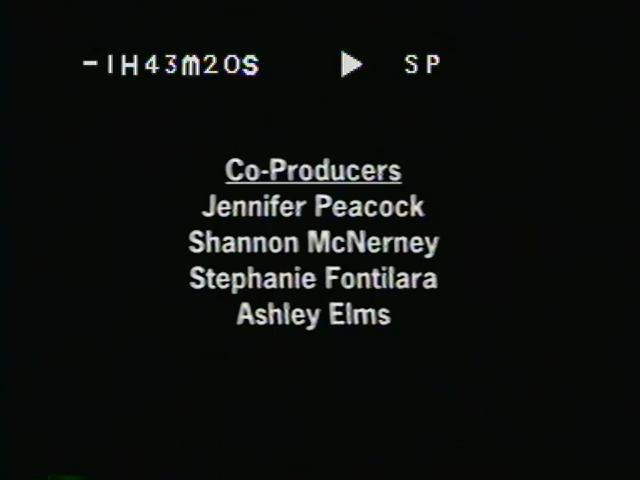 -1H43M20S ▶ SP
Co-Producers
Jennifer Peacock
Shannon McNerney
Stephanie Fontilara
Ashley Elms